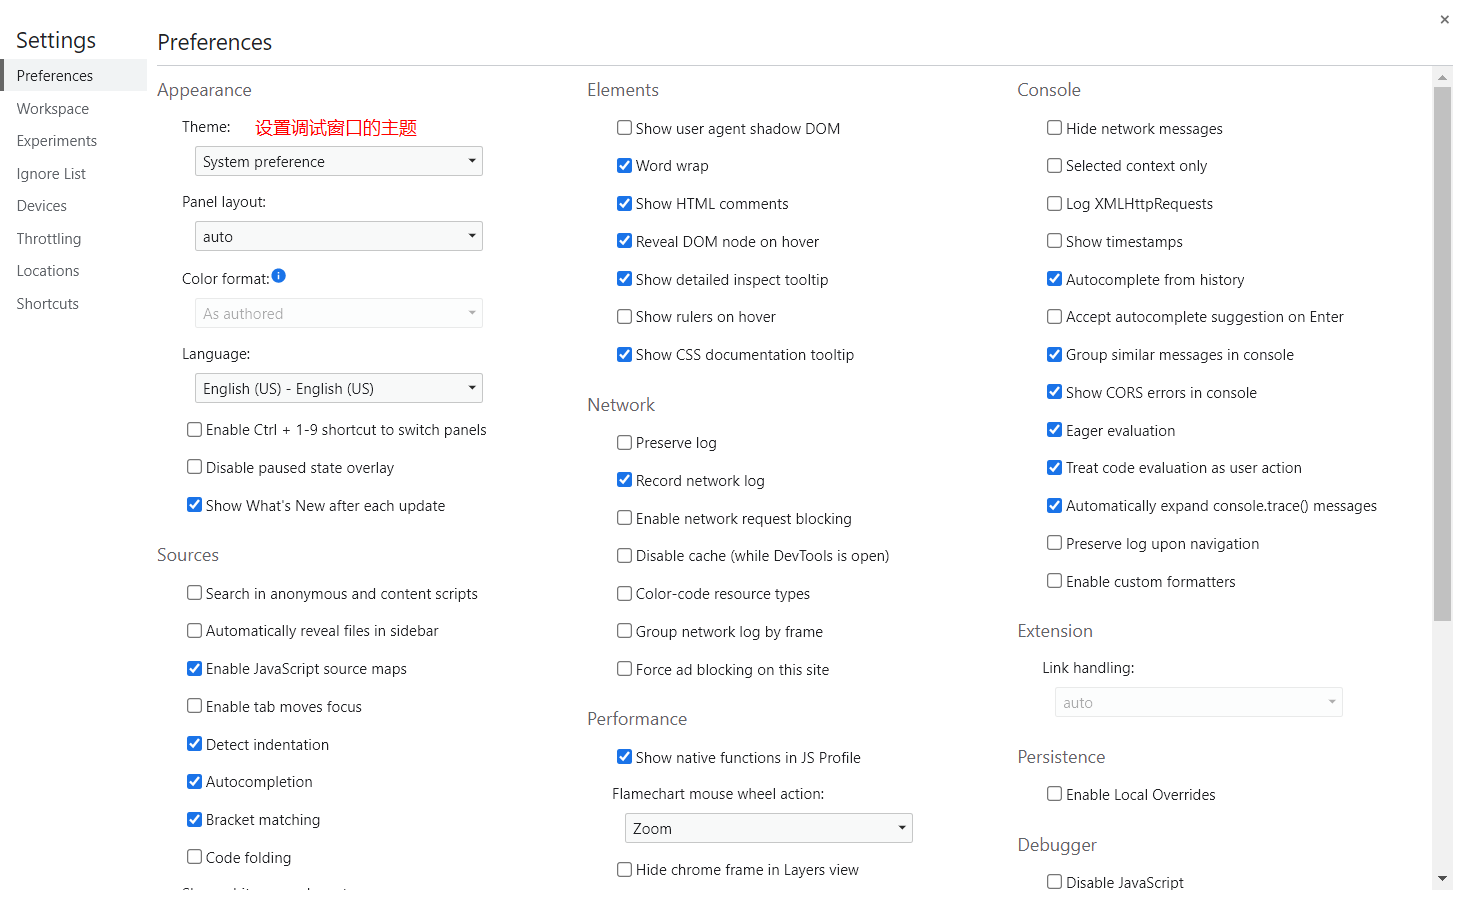 ×
Settings
Preferences
Workspace
Experiments
Ignore List
Devices
Throttling
Locations
Shortcuts
Preferences
Appearance
Theme: 设置调试窗口的主题
System preference
Panel layout:
auto
Color format:
As authored
Language:
English (US) - English (US)
Enable Ctrl + 1-9 shortcut to switch panels
Disable paused state overlay
Show What's New after each update
Sources
Search in anonymous and content scripts
Automatically reveal files in sidebar
Enable JavaScript source maps
Enable tab moves focus
Detect indentation
Autocompletion
Bracket matching
Code folding
Elements
Show user agent shadow DOM
Word wrap
Show HTML comments
Reveal DOM node on hover
Show detailed inspect tooltip
Show rulers on hover
Show CSS documentation tooltip
Network
Preserve log
Record network log
Enable network request blocking
Disable cache (while DevTools is open)
Color-code resource types
Group network log by frame
Force ad blocking on this site
Performance
Show native functions in JS Profile
Flamechart mouse wheel action:
Zoom
Hide chrome frame in Layers view
Console
Hide network messages
Selected context only
Log XMLHttpRequests
Show timestamps
Autocomplete from history
Accept autocomplete suggestion on Enter
Group similar messages in console
Show CORS errors in console
Eager evaluation
Treat code evaluation as user action
Automatically expand console.trace() messages
Preserve log upon navigation
Enable custom formatters
Extension
Link handling:
auto
Persistence
Enable Local Overrides
Debugger
Disable JavaScript